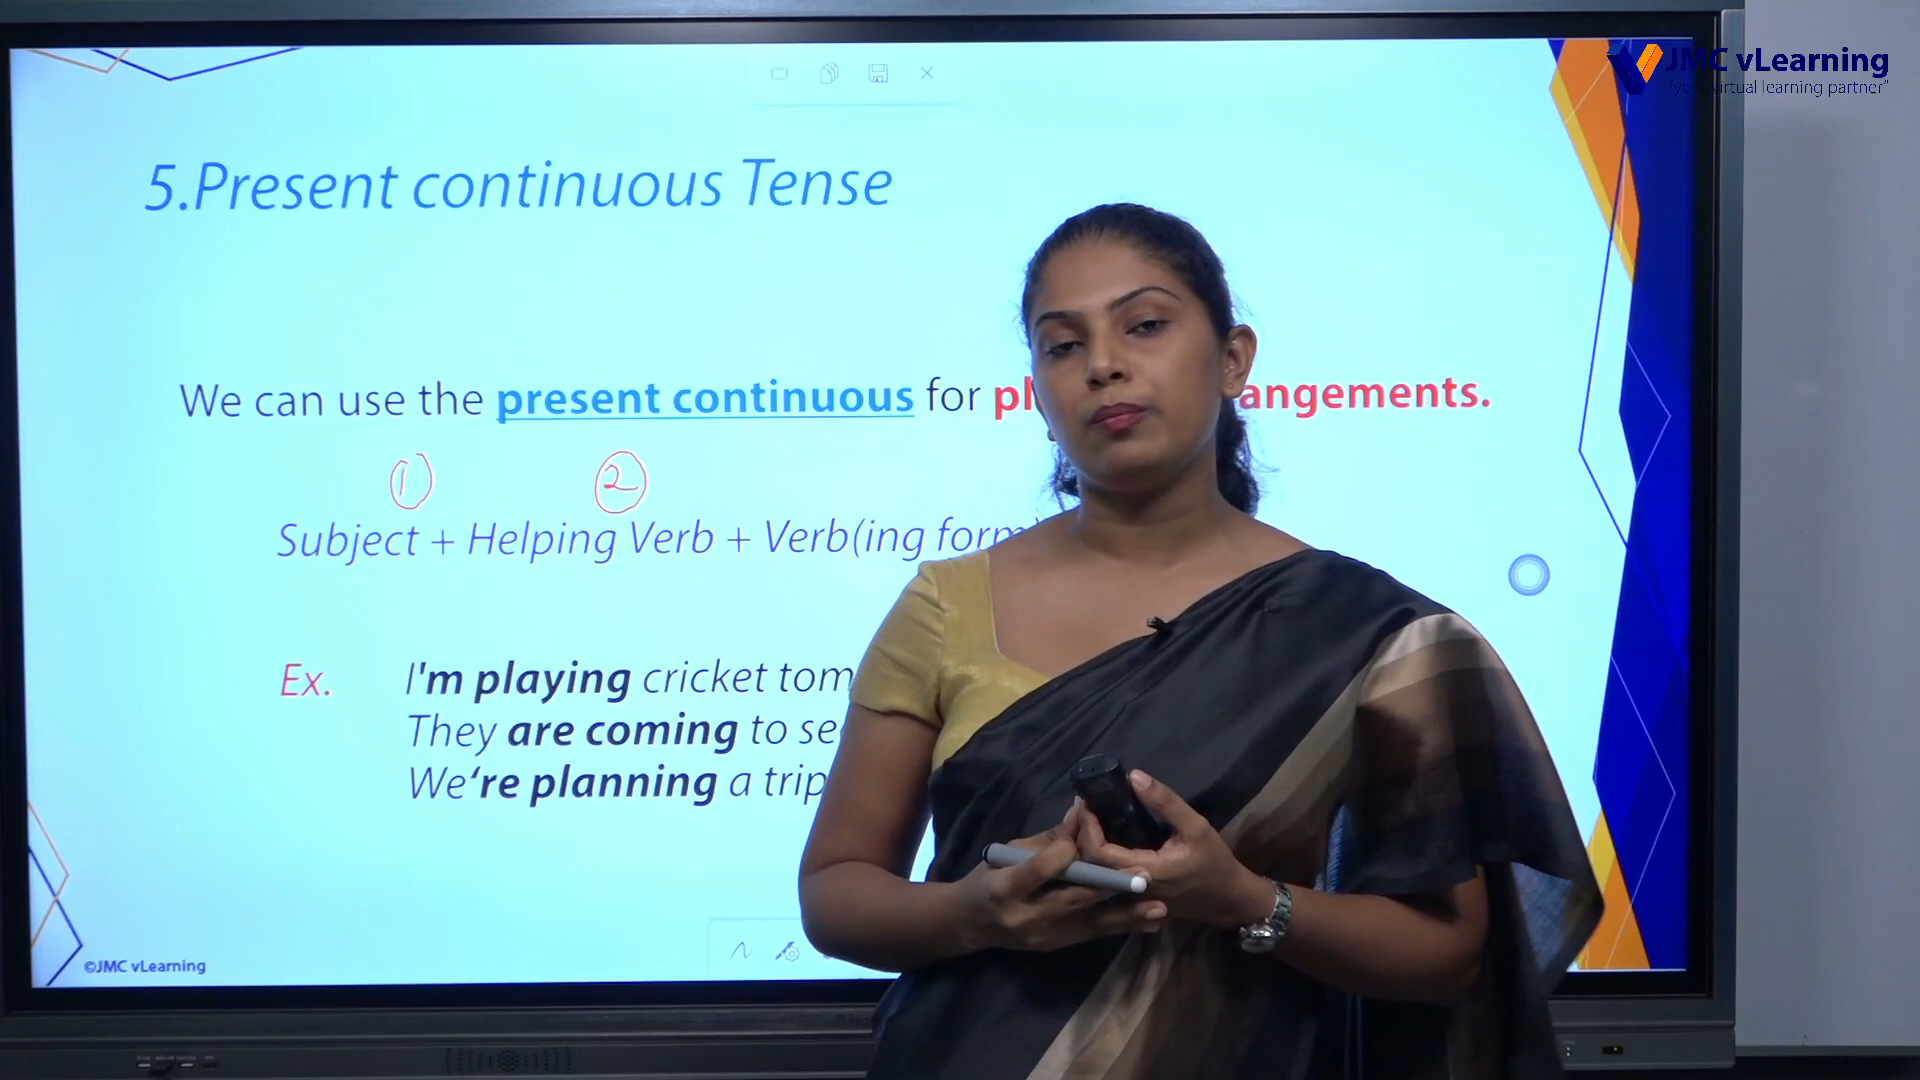 JMC vLearning
"your virtual learning partner"
5.Present continuous Tense
We can use the present continuous for angements.
1 2
Subject + Helping Verb + Verb(ing form
Ex. I'm playing cricket tom
They are coming to se
We‘re planning a trip
©JMC vLearning